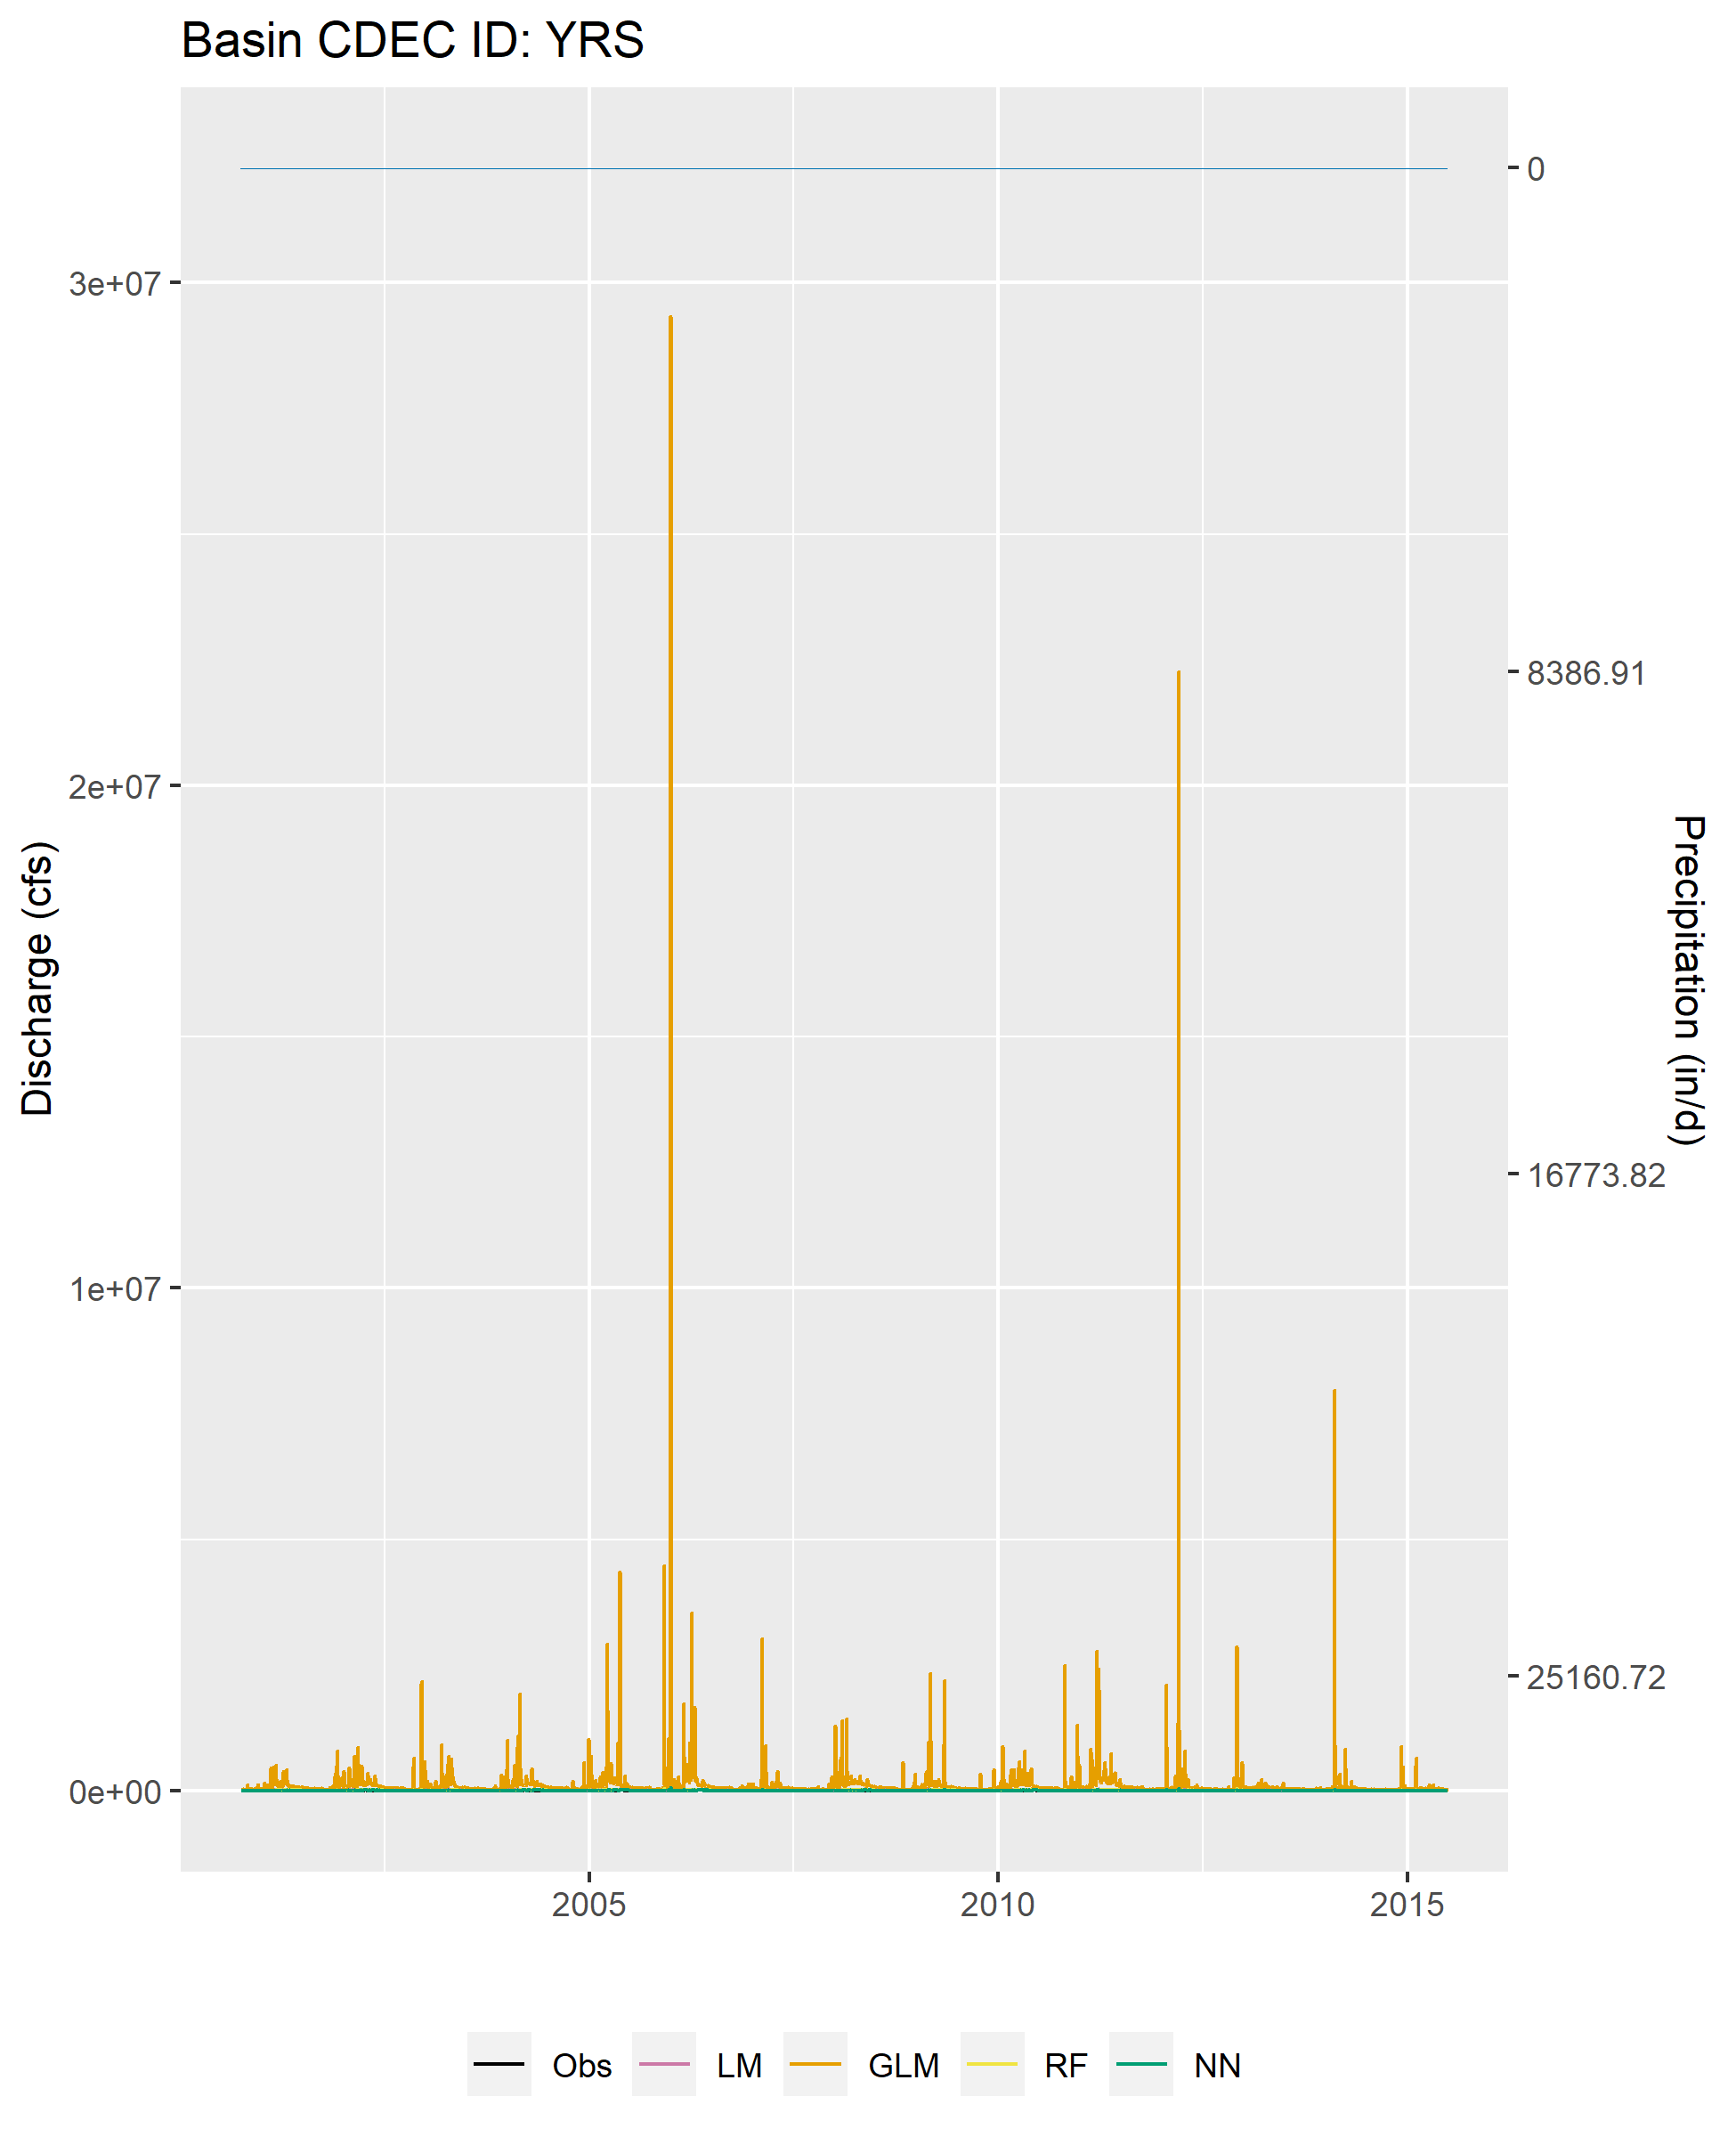 Basin CDEC ID: YRS
0
3e+07
8386.91
2e+07
Discharge (cfs)
Precipitation (in/d)
16773.82
1e+07
25160.72
0e+00
2005 2010 2015
Obs LM GLM RF NN